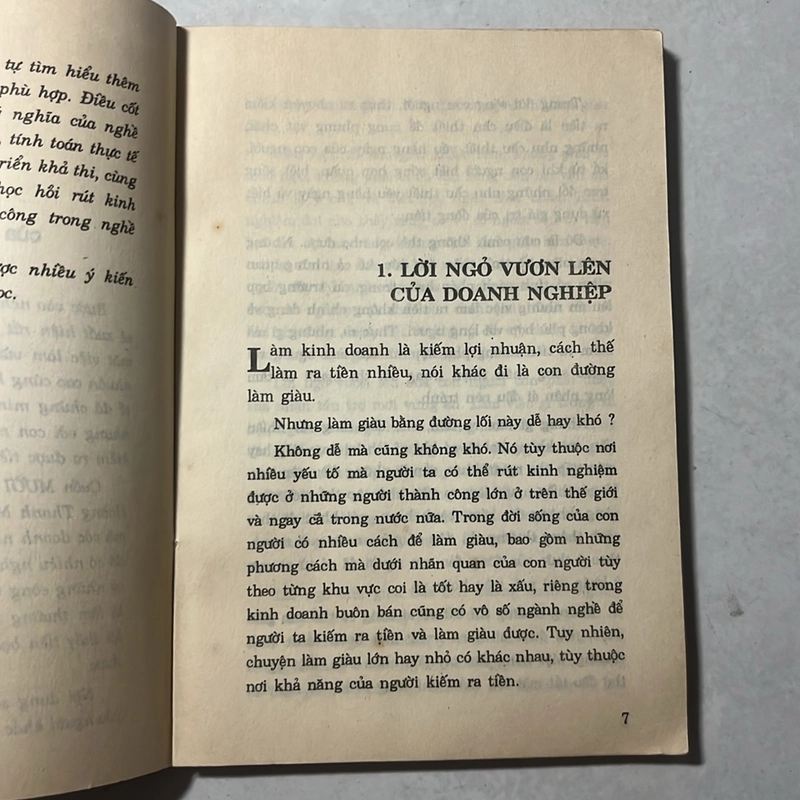 tự tìm hiểu thêm
phù hợp. Điều cốt
nghĩa của nghề
, tính toán thực tế
riển khả thi, cùng
học hỏi rút kinh
công trong nghề
ợc nhiều ý kiến
ọc.
1. LỜI NGỎ VƯƠN LÊN
CỦA DOANH NGHIỆP
Làm kinh doanh là kiếm lợi nhuận, cách thế
làm ra tiền nhiều, nói khác đi là con đường
làm giàu.
Nhưng làm giàu bằng đường lối này dễ hay khó ?
Không dễ mà cũng không khó. Nó tùy thuộc nơi
nhiều yếu tố mà người ta có thể rút kinh nghiệm
được ở những người thành công lớn ở trên thế giới
và ngay cả trong nước nữa. Trong đời sống của con
người có nhiều cách để làm giàu, bao gồm những
phương cách mà dưới nhãn quan của con người tùy
theo từng khu vực coi là tốt hay là xấu, riêng trong
kinh doanh buôn bán cũng có vô số ngành nghề để
người ta kiếm ra tiền và làm giàu được. Tuy nhiên,
chuyện làm giàu lớn hay nhỏ có khác nhau, tùy thuộc
nơi khả năng của người kiếm ra tiền.
7